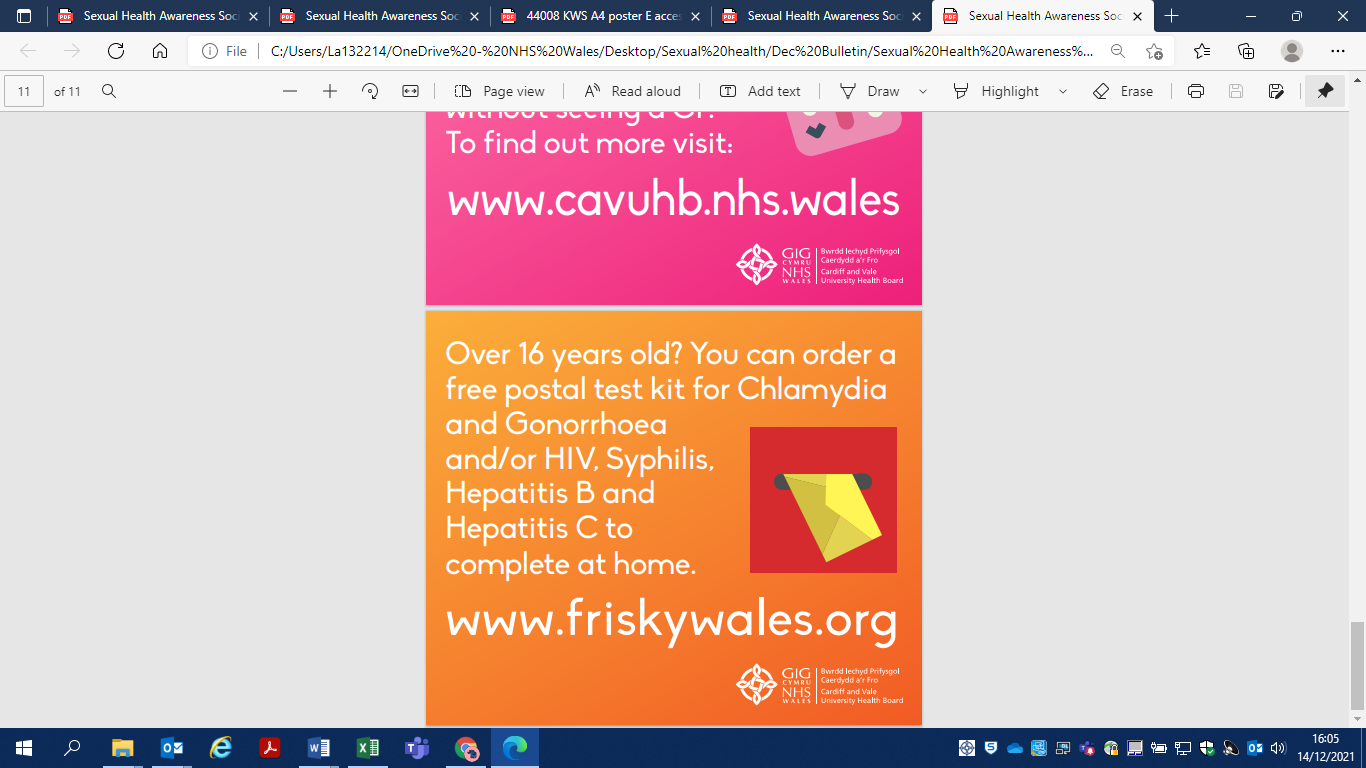 Sexual Health Awareness Soc
Sexual Health Awareness Soc
44008 KWS A4 poster E acces
Sexual Health Awareness Soc
Sexual Health Awareness Soc
File
C:/Users/La132214/OneDrive%20-%20NHS%20Wales/Desktop/Sexual%20health/Dec%20Bulletin/Sexual%20Health%20Awareness%...
11 of 11
Page view
Read aloud
Add text
Draw
Highlight
Erase
without seeing a GP?
To find out more visit:
www.cavuhb.nhs.wales
GIG
CYMRU
NHS
WALES
Bwrdd Iechyd Prifysgol
Caerdydd a'r Fro
Cardiff and Vale
University Health Board
Over 16 years old? You can order a
free postal test kit for Chlamydia
and Gonorrhoea
and/or HIV, Syphilis,
Hepatitis B and
Hepatitis C to
complete at home.
www.friskywales.org
GIG
CYMRU
NHS
WALES
Bwrdd Iechyd Prifysgol
Caerdydd a'r Fro
Cardiff and Vale
University Health Board
16:05
14/12/2021